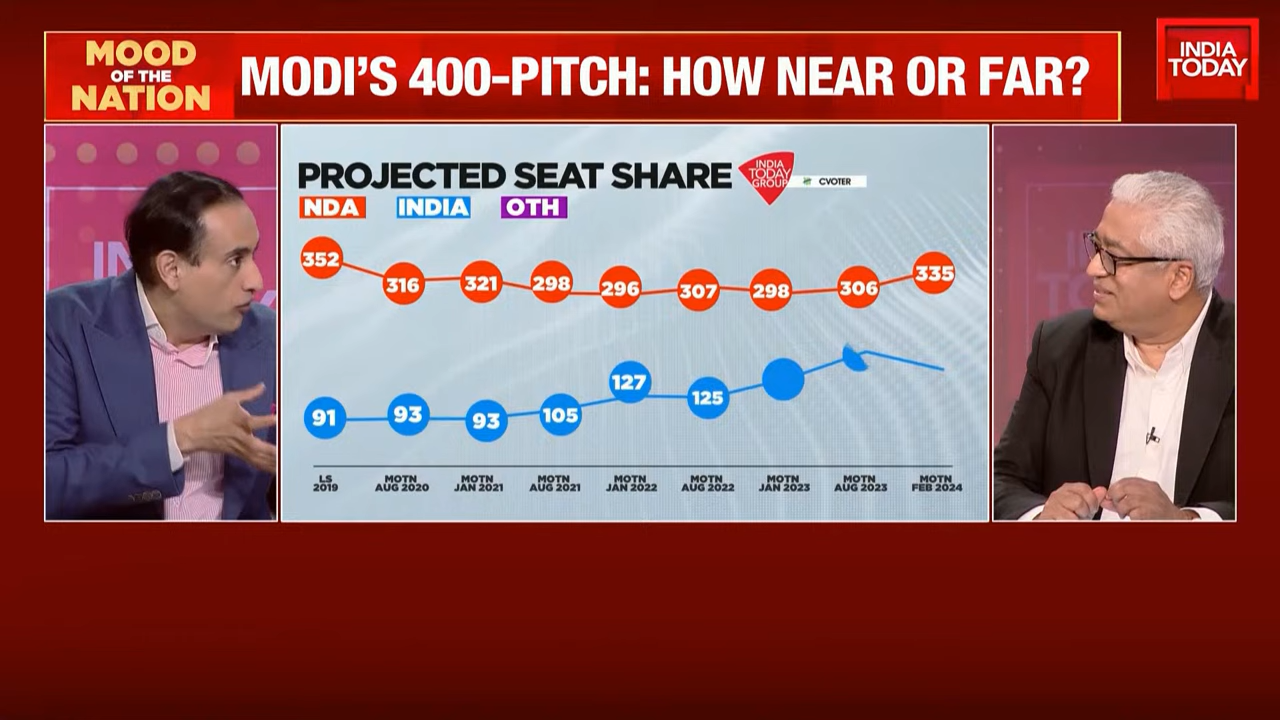 MOOD
OF THE
NATION
MODI'S 400-PITCH: HOW NEAR OR FAR?
INDIA
TODAY
PROJECTED SEAT SHARE
INDIA
TODAY
GROUP
CVOTER
NDA
INDIA
OTH
352
316
321
298
296
307
298
306
335
91
93
93
105
127
125
LS
2019
MOTN
AUG 2020
MOTN
JAN 2021
MOTN
AUG 2021
MOTN
JAN 2022
MOTN
AUG 2022
MOTN
JAN 2023
MOTN
AUG 2023
MOTN
FEB 2024